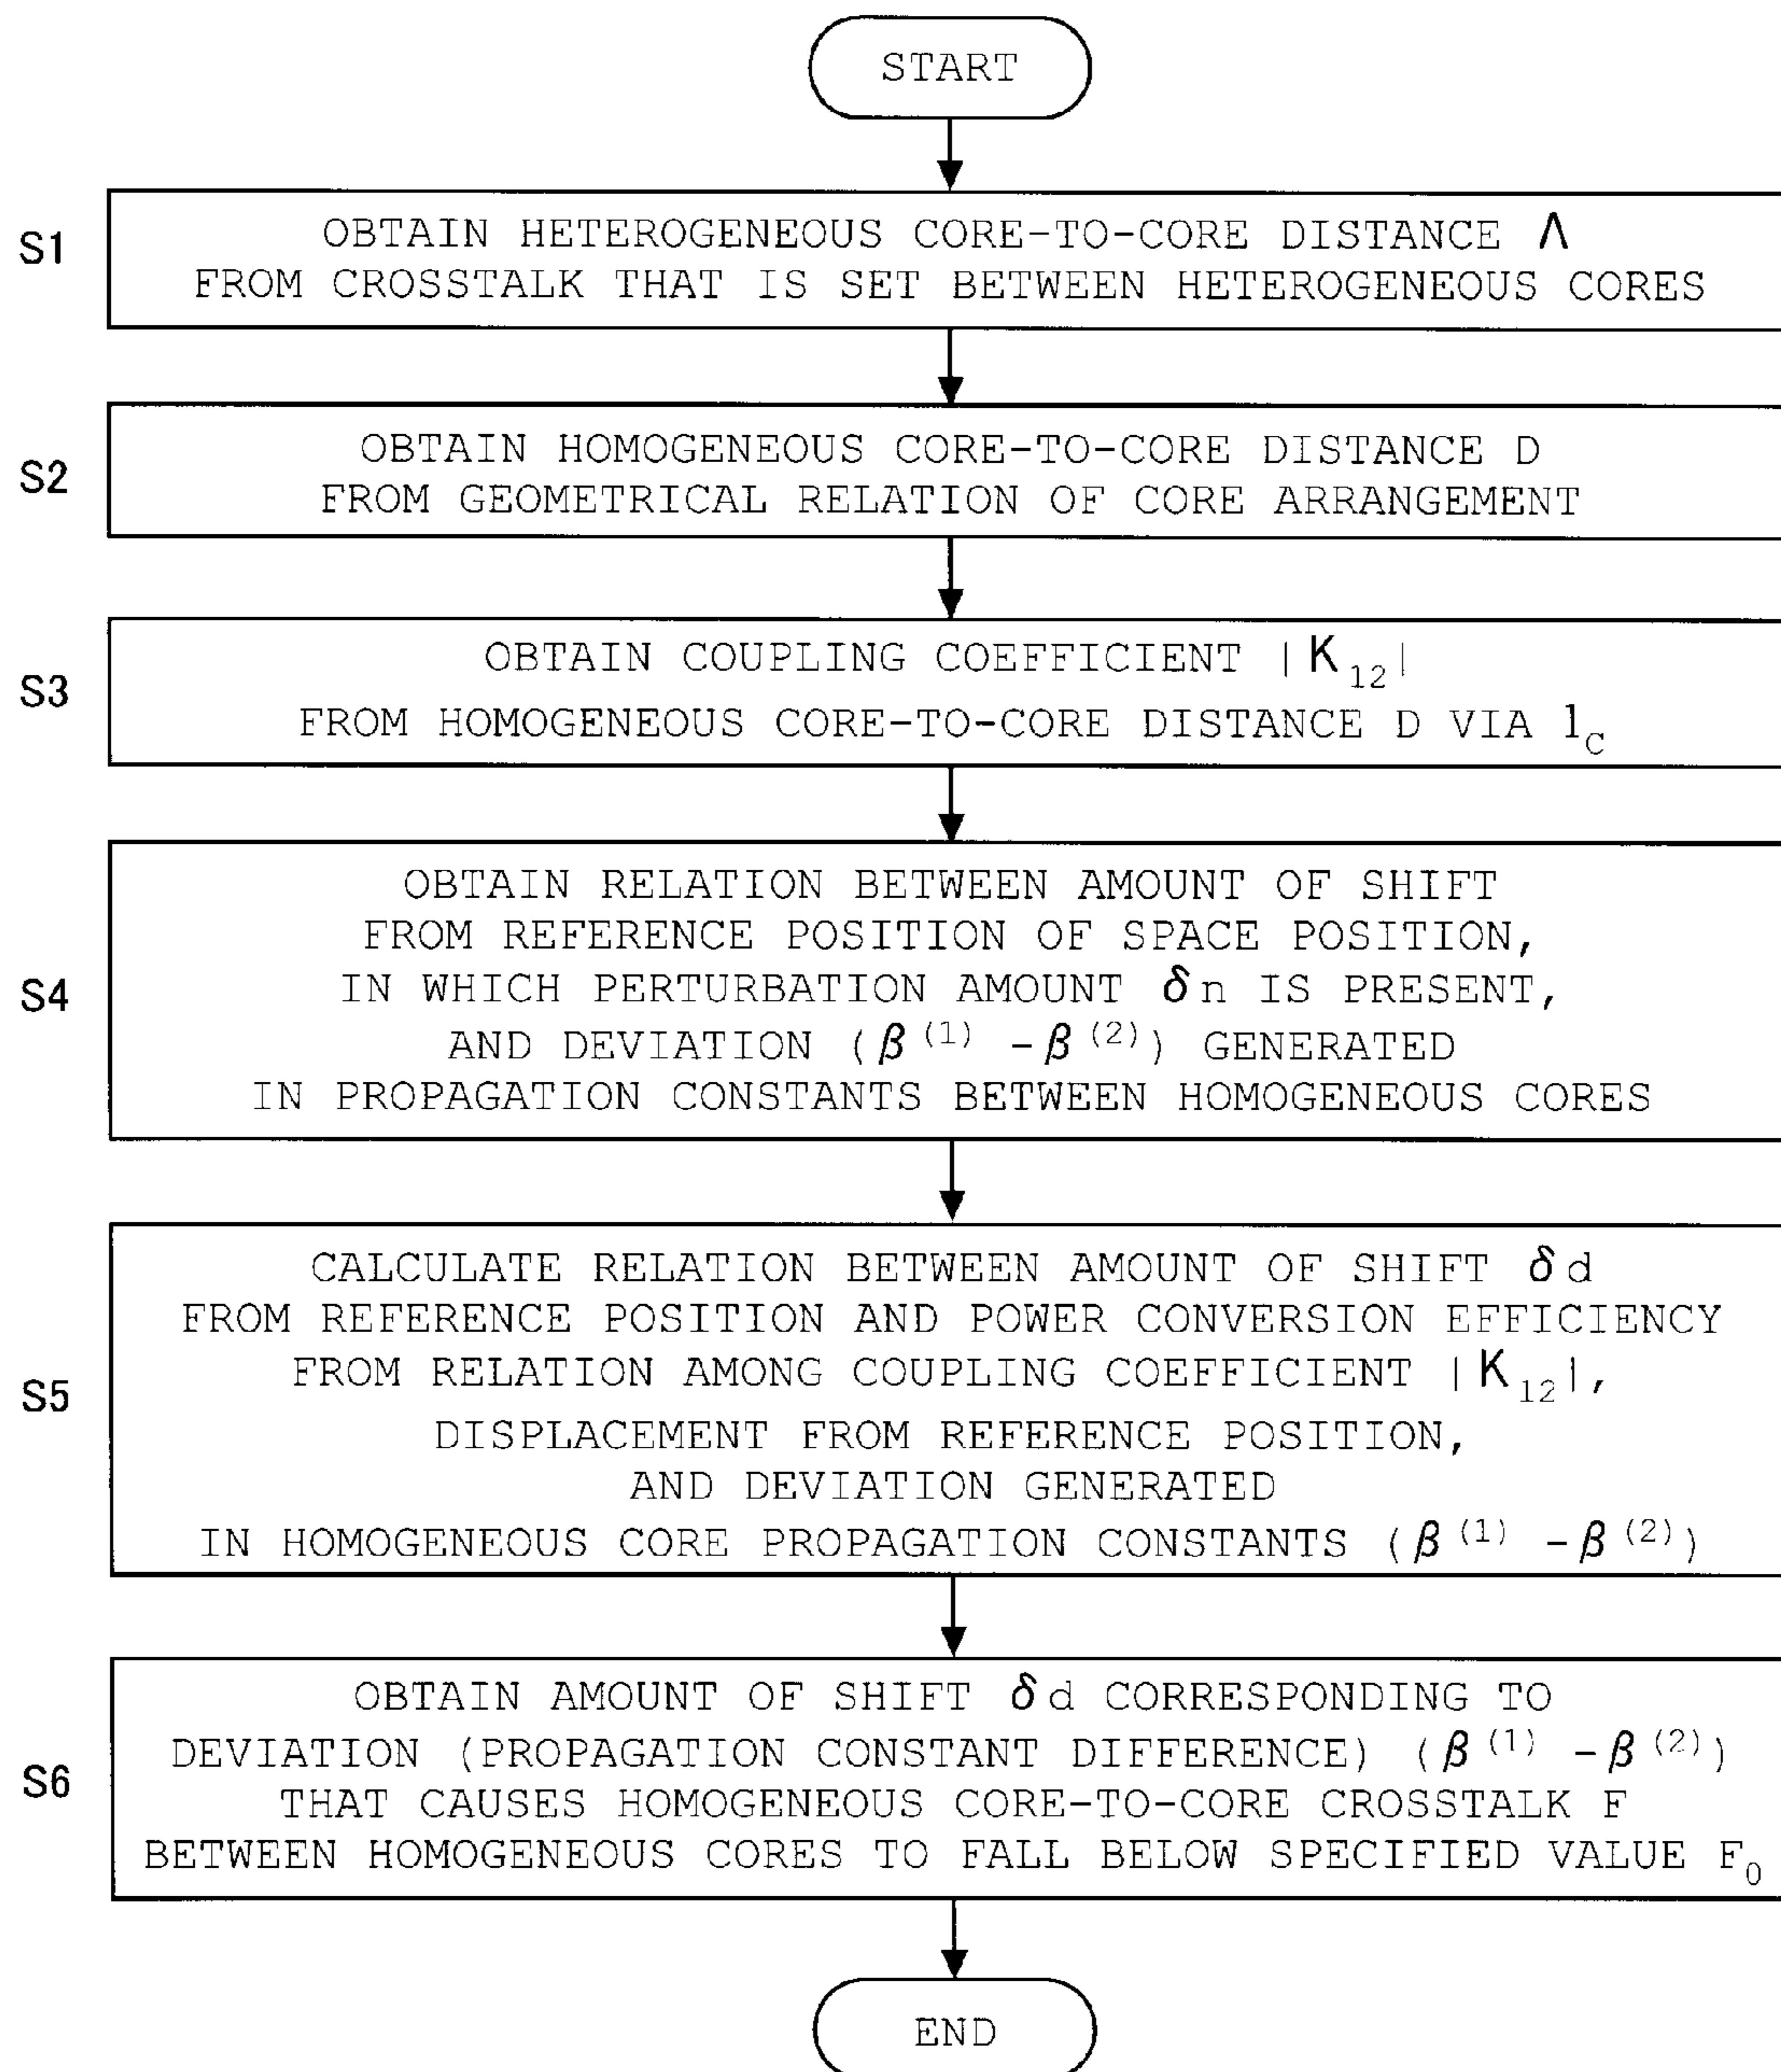 START
S1
OBTAIN HETEROGENEOUS CORE-TO-CORE DISTANCE Λ
FROM CROSSTALK THAT IS SET BETWEEN HETEROGENEOUS CORES
S2
OBTAIN HOMOGENEOUS CORE-TO-CORE DISTANCE D
FROM GEOMETRICAL RELATION OF CORE ARRANGEMENT
S3
OBTAIN COUPLING COEFFICIENT |K₁₂|
FROM HOMOGENEOUS CORE-TO-CORE DISTANCE D VIA l_C
S4
OBTAIN RELATION BETWEEN AMOUNT OF SHIFT
FROM REFERENCE POSITION OF SPACE POSITION,
IN WHICH PERTURBATION AMOUNT δn IS PRESENT,
AND DEVIATION (β⁽¹⁾ -β⁽²⁾) GENERATED
IN PROPAGATION CONSTANTS BETWEEN HOMOGENEOUS CORES
S5
CALCULATE RELATION BETWEEN AMOUNT OF SHIFT δd
FROM REFERENCE POSITION AND POWER CONVERSION EFFICIENCY
FROM RELATION AMONG COUPLING COEFFICIENT |K₁₂|,
DISPLACEMENT FROM REFERENCE POSITION,
AND DEVIATION GENERATED
IN HOMOGENEOUS CORE PROPAGATION CONSTANTS (β⁽¹⁾ -β⁽²⁾)
S6
OBTAIN AMOUNT OF SHIFT δd CORRESPONDING TO
DEVIATION (PROPAGATION CONSTANT DIFFERENCE) (β⁽¹⁾ -β⁽²⁾)
THAT CAUSES HOMOGENEOUS CORE-TO-CORE CROSSTALK F
BETWEEN HOMOGENEOUS CORES TO FALL BELOW SPECIFIED VALUE F₀
END